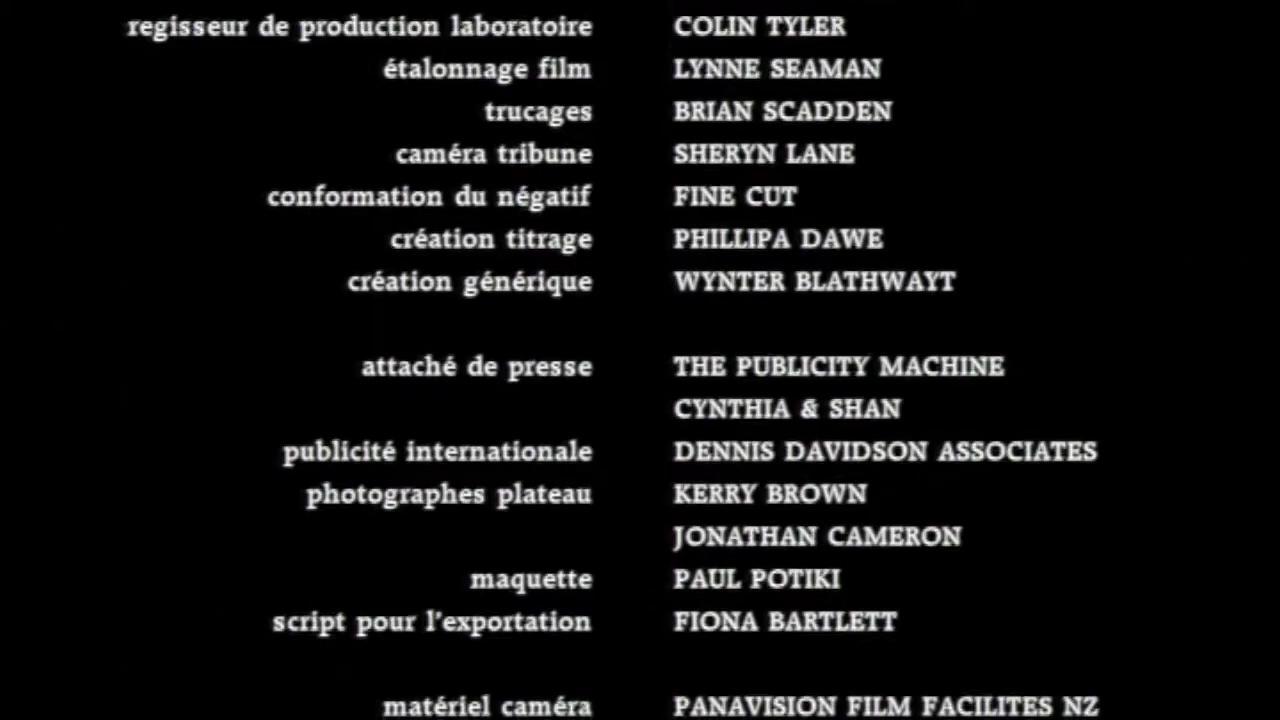 regisseur de production laboratoire COLIN TYLER
étalonnage film LYNNE SEAMAN
trucages BRIAN SCADDEN
caméra tribune SHERYN LANE
conformation du négatif FINE CUT
création titrage PHILLIPA DAWE
création générique WYNTER BLATHWAYT
attaché de presse THE PUBLICITY MACHINE
CYNTHIA & SHAN
publicité internationale DENNIS DAVIDSON ASSOCIATES
photographes plateau KERRY BROWN
JONATHAN CAMERON
maquette PAUL POTIKI
script pour l'exportation FIONA BARTLETT
matériel caméra PANAVISION FILM FACILITES NZ